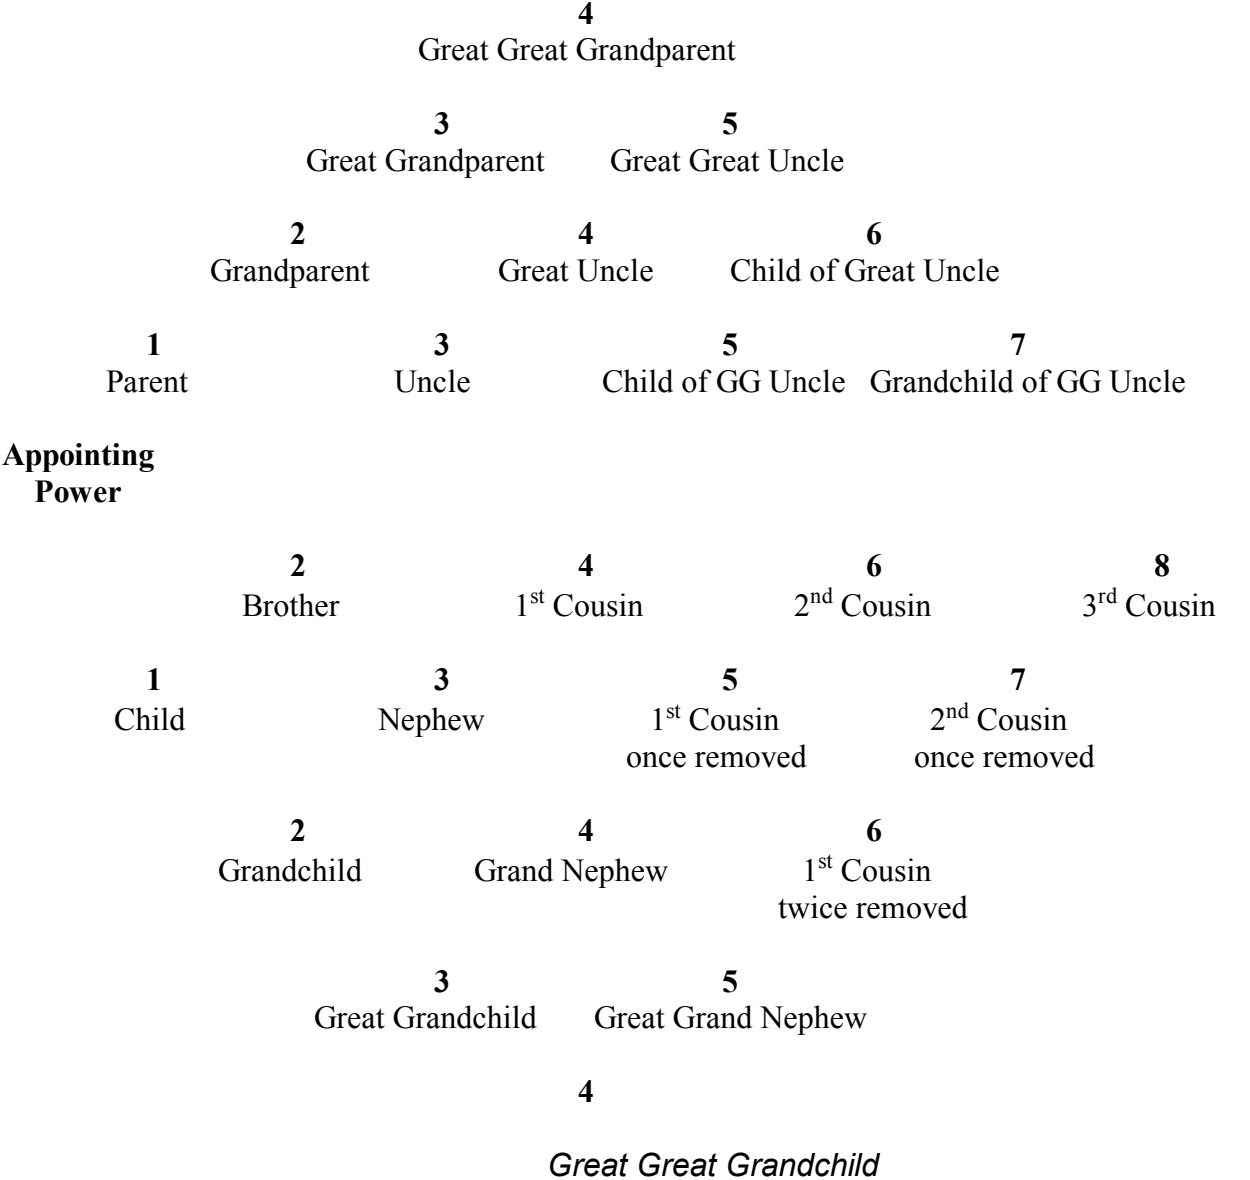 4
Great Great Grandparent
3 5
Great Grandparent Great Great Uncle
2 4 6
Grandparent Great Uncle Child of Great Uncle
1 3 5 7
Parent Uncle Child of GG Uncle Grandchild of GG Uncle
Appointing
Power
2 4 6 8
Brother 1st Cousin 2nd Cousin 3rd Cousin
1 3 5 7
Child Nephew 1st Cousin 2nd Cousin
once removed once removed
2 4 6
Grandchild Grand Nephew 1st Cousin
twice removed
3 5
Great Grandchild Great Grand Nephew
4
Great Great Grandchild